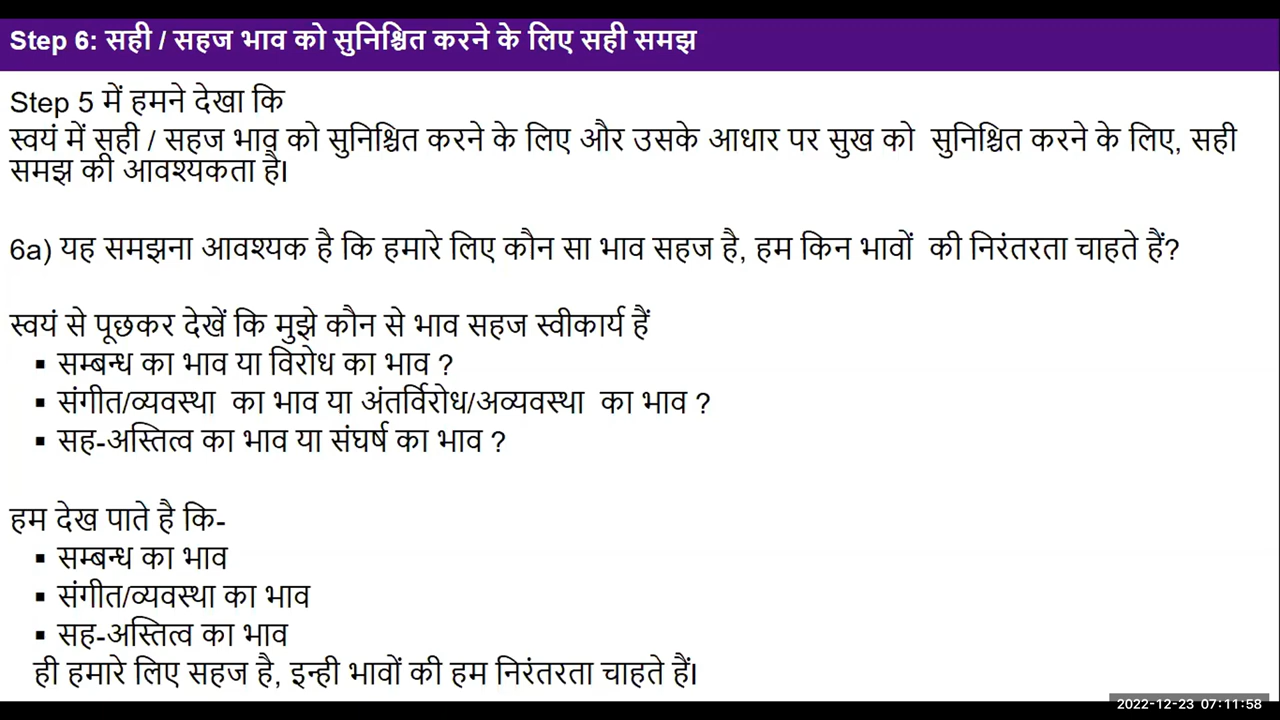 Step 6: सही / सहज भाव को सुनिश्चित करने के लिए सही समझ
Step 5 में हमने देखा कि
स्वयं में सही / सहज भाव को सुनिश्चित करने के लिए और उसके आधार पर सुख को सुनिश्चित करने के लिए, सही
समझ की आवश्यकता है।
6a) यह समझना आवश्यक है कि हमारे लिए कौन सा भाव सहज है, हम किन भावों की निरंतरता चाहते हैं?
स्वयं से पूछकर देखें कि मुझे कौन से भाव सहज स्वीकार्य हैं
▪ सम्बन्ध का भाव या विरोध का भाव ?
▪ संगीत/व्यवस्था का भाव या अंतर्विरोध/अव्यवस्था का भाव ?
▪ सह-अस्तित्व का भाव या संघर्ष का भाव ?
हम देख पाते है कि-
▪ सम्बन्ध का भाव
▪ संगीत/व्यवस्था का भाव
▪ सह-अस्तित्व का भाव
ही हमारे लिए सहज है, इन्ही भावों की हम निरंतरता चाहते हैं।
2022-12-23 07:11:58